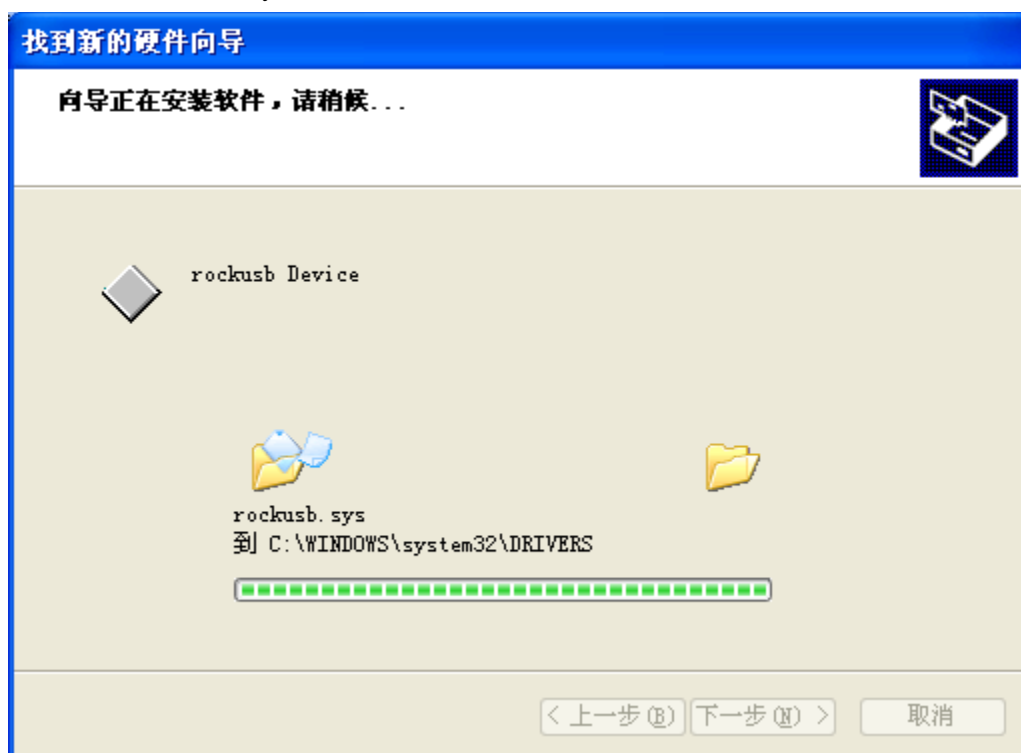 找到新的硬件向导
向导正在安装软件，请稍候...
rockusb Device
rockusb.sys
到 C:\WINDOWS\system32\DRIVERS
< 上一步(B) 下一步(N) > 取消